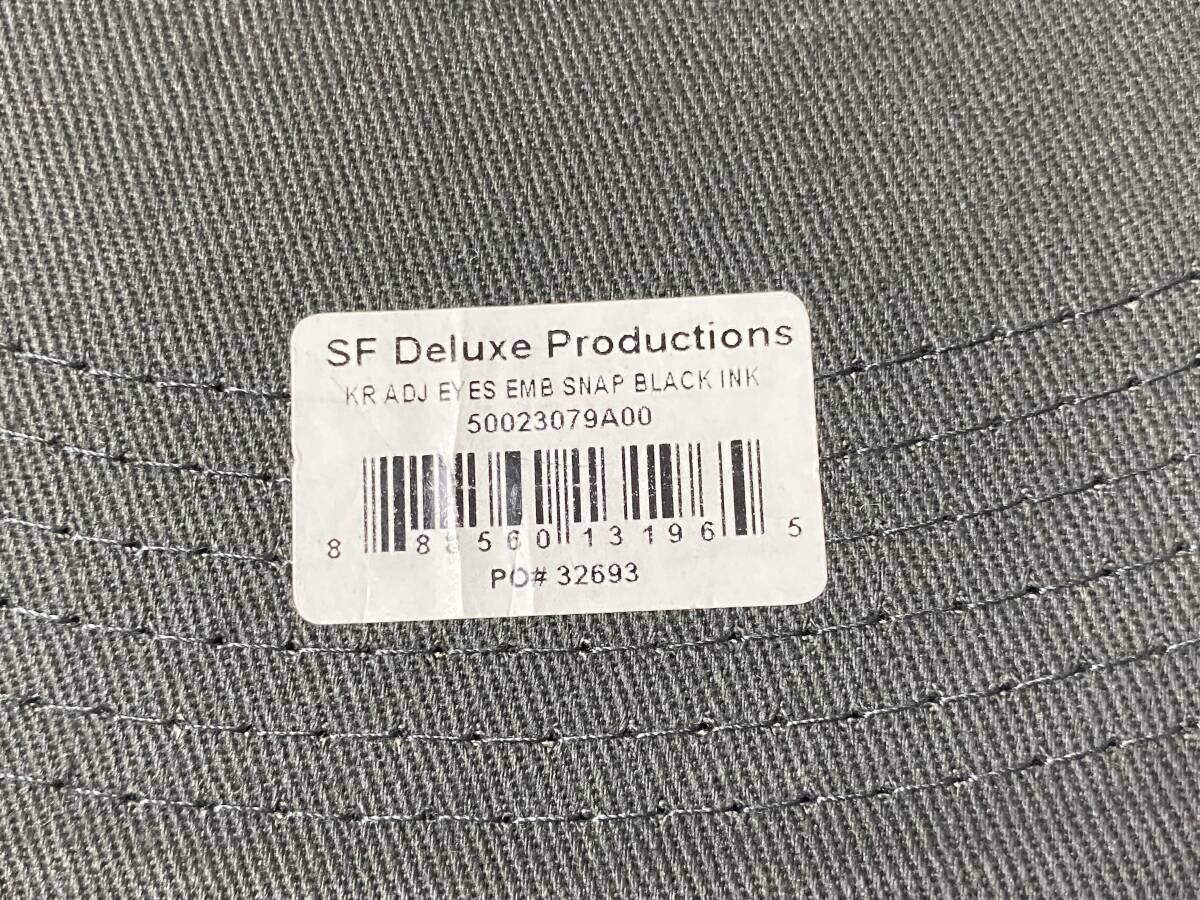 SF Deluxe Productions
KR ADJ EYES EMB SNAP BLACK INK
50023079A00
8 88560 13196 5
PO# 32693